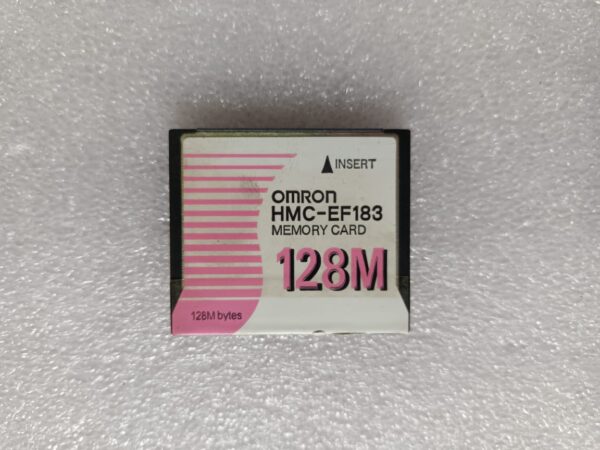 ▲INSERT
omron
HMC-EF183
MEMORY CARD
128M
128M bytes